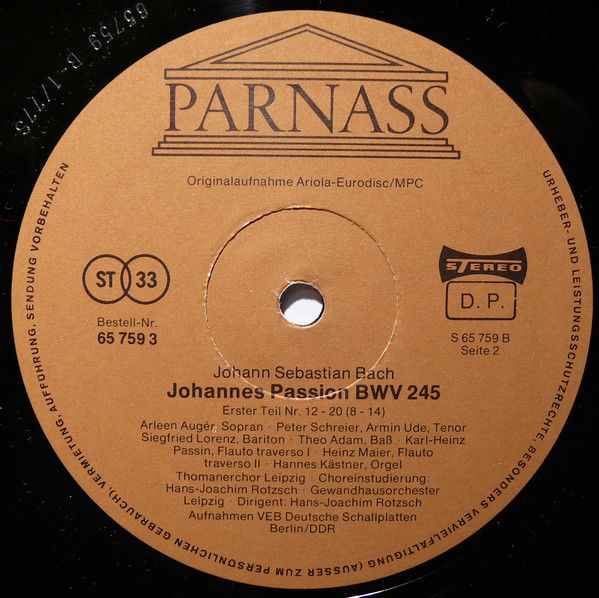 65759 B-1/77S
PARNASS
Originalaufnahme Ariola-Eurodisc/MPC
URHEBER- UND LEISTUNGSSCHUTZRECHTE, BESONDERS VERVIELFÄLTIGUNG (AUSSER ZUM PERSÖNLICHEN GEBRAUCH), VERMIETUNG, AUFFÜHRUNG, SENDUNG VORBEHALTEN
ST 33
Bestell-Nr.
65 759 3
STEREO
D. P.
S 65 759 B
Seite 2
Johann Sebastian Bach
Johannes Passion BWV 245
Erster Teil Nr. 12 - 20 (8 - 14)
Arleen Augér, Sopran · Peter Schreier, Armin Ude, Tenor
Siegfried Lorenz, Bariton · Theo Adam, Baß · Karl-Heinz
Passin, Flauto traverso I · Heinz Maier, Flauto
traverso II · Hannes Kästner, Orgel
Thomanerchor Leipzig · Choreinstudierung:
Hans-Joachim Rotzsch · Gewandhausorchester
Leipzig · Dirigent: Hans-Joachim Rotzsch
Aufnahmen VEB Deutsche Schallplatten
Berlin/DDR